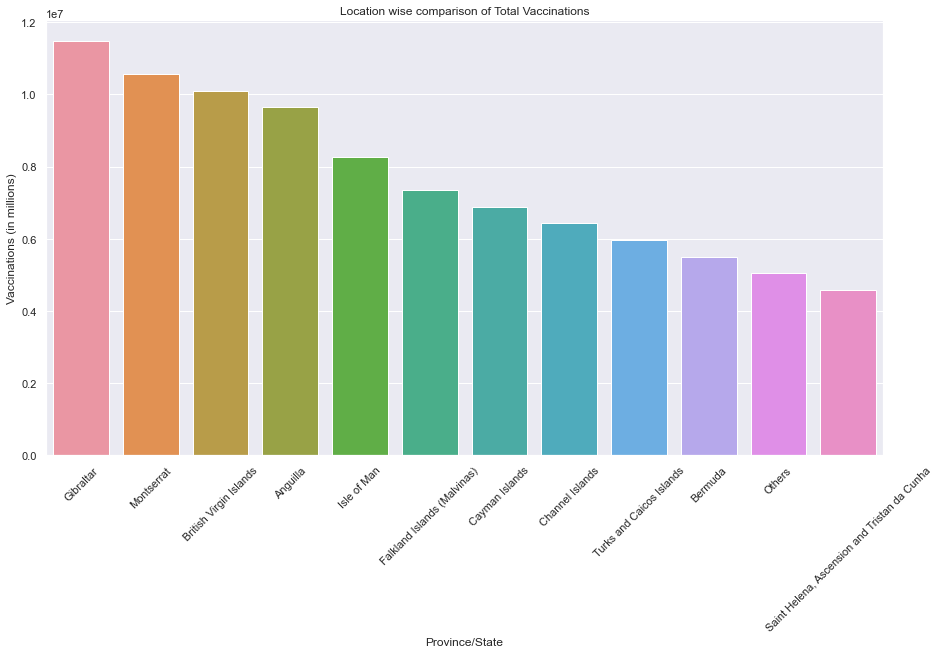 Location wise comparison of Total Vaccinations
1e7
1.2
1.0
0.8
0.6
0.4
0.2
0.0
Vaccinations (in millions)
Gibraltar
Montserrat
British Virgin Islands
Anguilla
Isle of Man
Falkland Islands (Malvinas)
Cayman Islands
Channel Islands
Turks and Caicos Islands
Bermuda
Others
Saint Helena, Ascension and Tristan da Cunha
Province/State